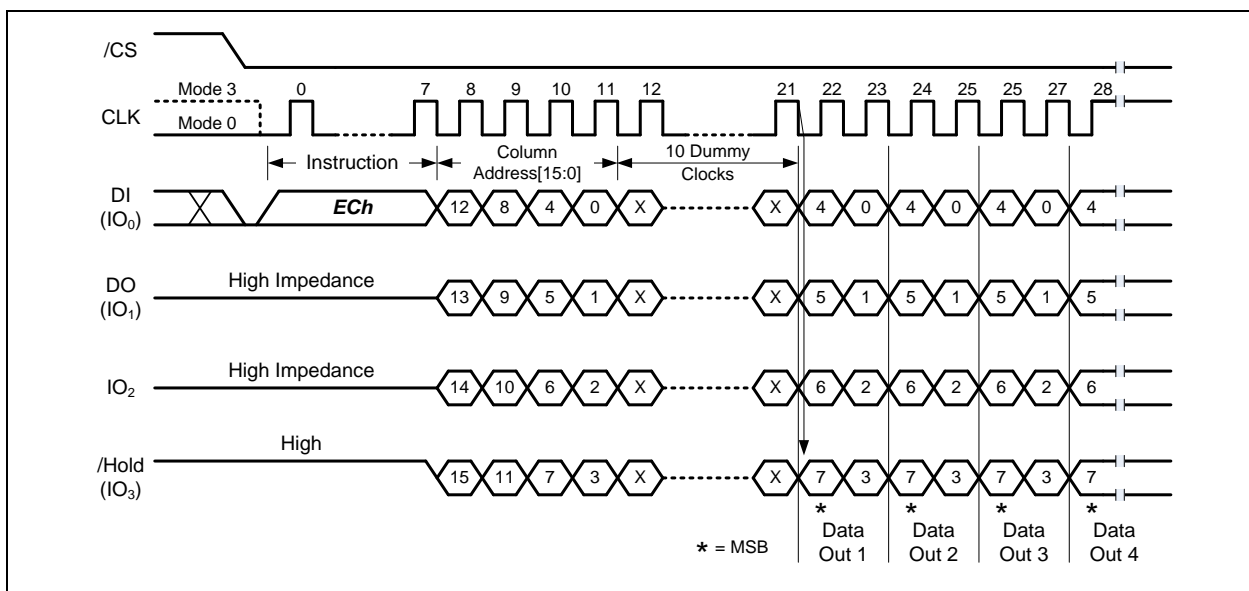 /CS
Mode 3 0 7 8 9 10 11 12 21 22 23 24 25 25 27 28
CLK
Mode 0
Instruction
Column
Address[15:0]
10 Dummy
Clocks
DI
(IO0)
ECh 12 8 4 0 X X 4 0 4 0 4 0 4
DO
(IO1)
High Impedance
13 9 5 1 X X 5 1 5 1 5 1 5
IO2
High Impedance
14 10 6 2 X X 6 2 6 2 6 2 6
/Hold
(IO3)
High
15 11 7 3 X X 7 3 7 3 7 3 7
* * * *
* = MSB
Data
Out 1
Data
Out 2
Data
Out 3
Data
Out 4